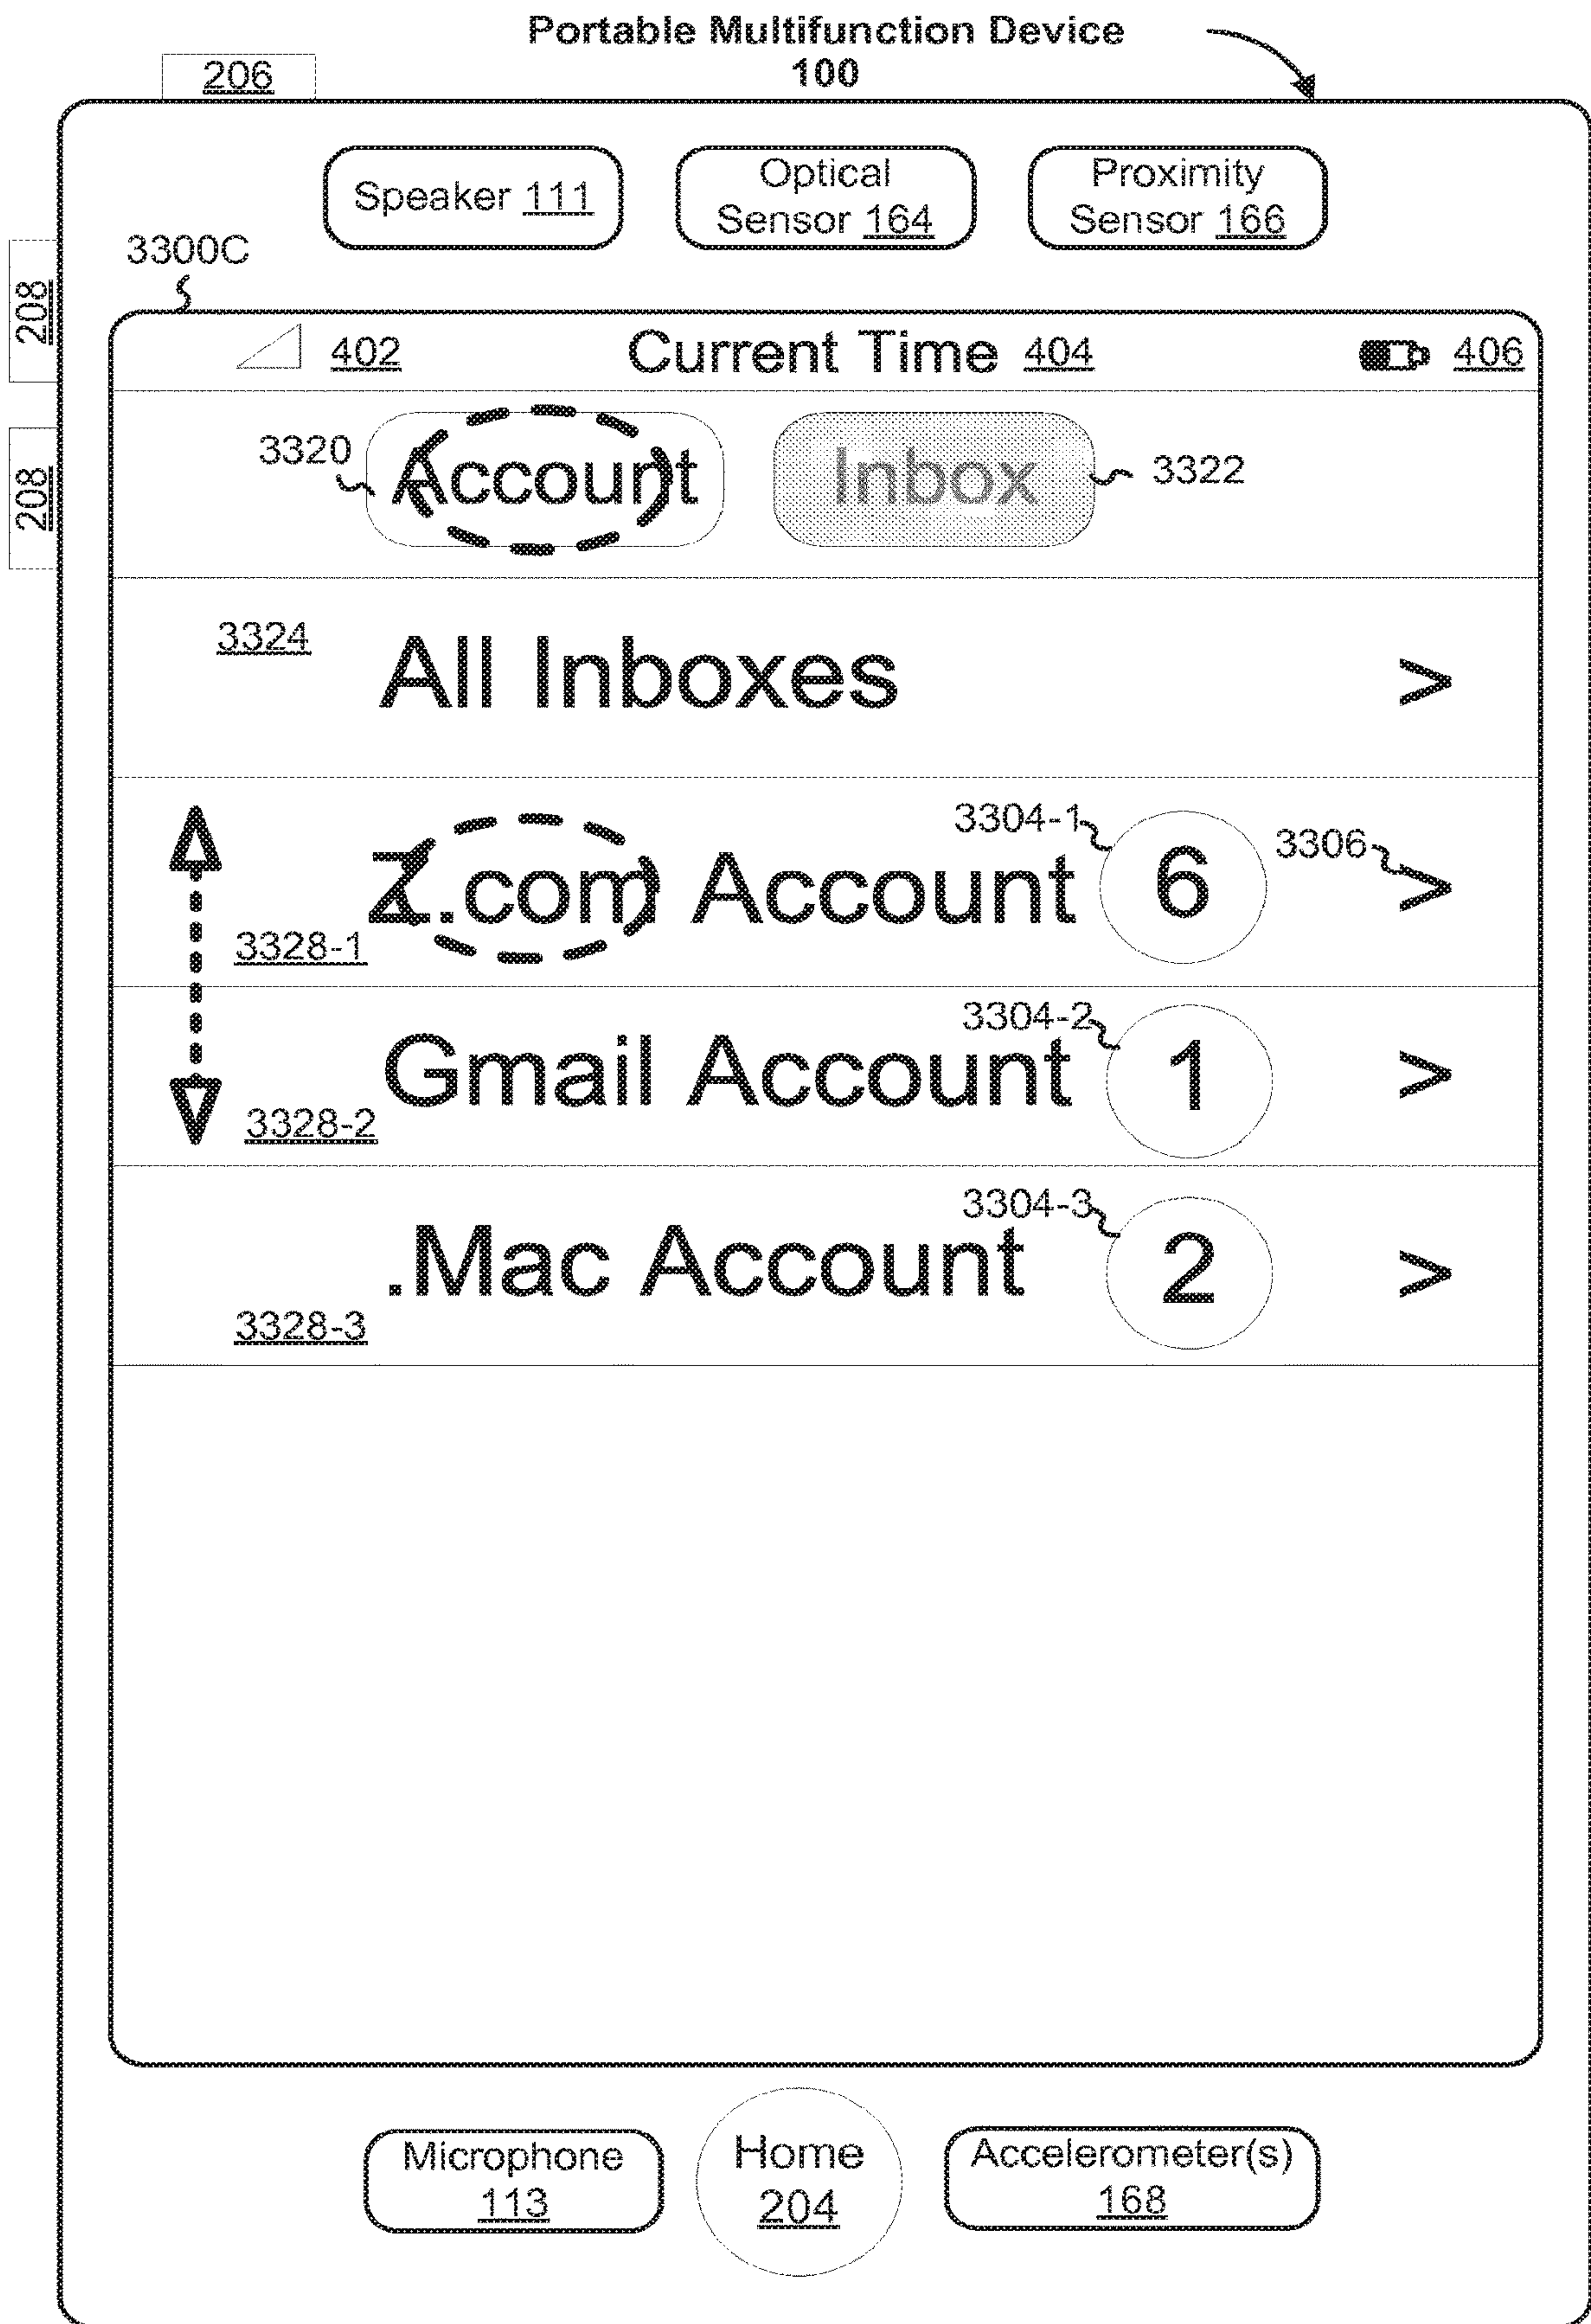 Portable Multifunction Device
100
206
Speaker 111
Optical
Sensor 164
Proximity
Sensor 166
3300C
208
208
402
Current Time 404
406
3320
Account
Inbox
3322
3324
All Inboxes
>
3304-1
3306
Z.com Account
6
>
3328-1
3304-2
Gmail Account
1
>
3328-2
3304-3
.Mac Account
2
>
3328-3
Microphone
113
Home
204
Accelerometer(s)
168